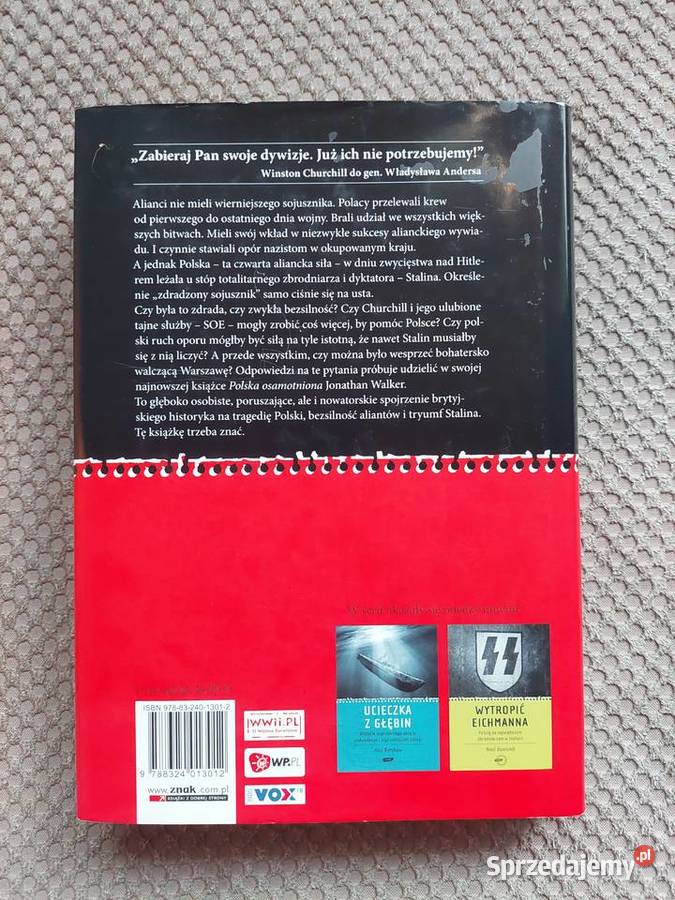 „Zabieraj Pan swoje dywizje. Już ich nie potrzebujemy!”
Winston Churchill do gen. Władysława Andersa
Alianci nie mieli wierniejszego sojusznika. Polacy przelewali krew
od pierwszego do ostatniego dnia wojny. Brali udział we wszystkich więk-
szych bitwach. Mieli swój wkład w niezwykłe sukcesy alianckiego wywia-
du. I czynnie stawiali opór nazistom w okupowanym kraju.
A jednak Polska – ta czwarta aliancka siła – w dniu zwycięstwa nad Hitle-
rem leżała u stóp totalitarnego zbrodniarza i dyktatora – Stalina. Określe-
nie „zdradzony sojusznik” samo ciśnie się na usta.
Czy była to zdrada, czy zwykła bezsilność? Czy Churchill i jego ulubione
tajne służby – SOE – mogły zrobić coś więcej, by pomóc Polsce? Czy pol-
ski ruch oporu mógłby być siłą na tyle istotną, że nawet Stalin musiałby
się z nią liczyć? A przede wszystkim, czy można było wesprzeć bohatersko
walczącą Warszawę? Odpowiedzi na te pytania próbuje udzielić w swojej
najnowszej książce Polska osamotniona Jonathan Walker.
To głęboko osobiste, poruszające, ale i nowatorskie spojrzenie brytyj-
skiego historyka na tragedię Polski, bezsilność aliantów i tryumf Stalina.
Tę książkę trzeba znać.
UCIECZKA
Z GŁĘBIN
WYTROPIĆ
EICHMANNA
ISBN 978-83-240-1301-2
9 788324 013012
www.znak.com.pl
KSIĄŻKI Z DOBREJ STRONY
WWII.PL
WP.PL
VOX
Sprzedajemy.pl